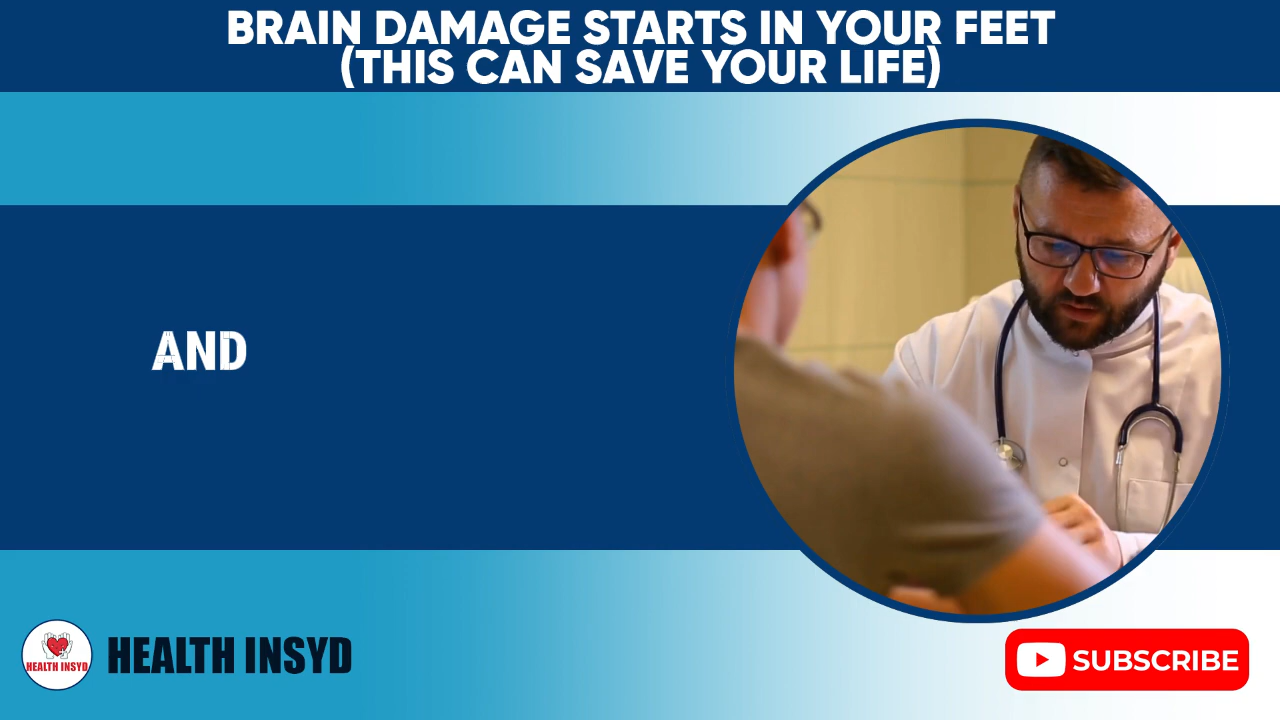 BRAIN DAMAGE STARTS IN YOUR FEET
(THIS CAN SAVE YOUR LIFE)
AND
HEALTH INSYD
HEALTH INSYD
SUBSCRIBE